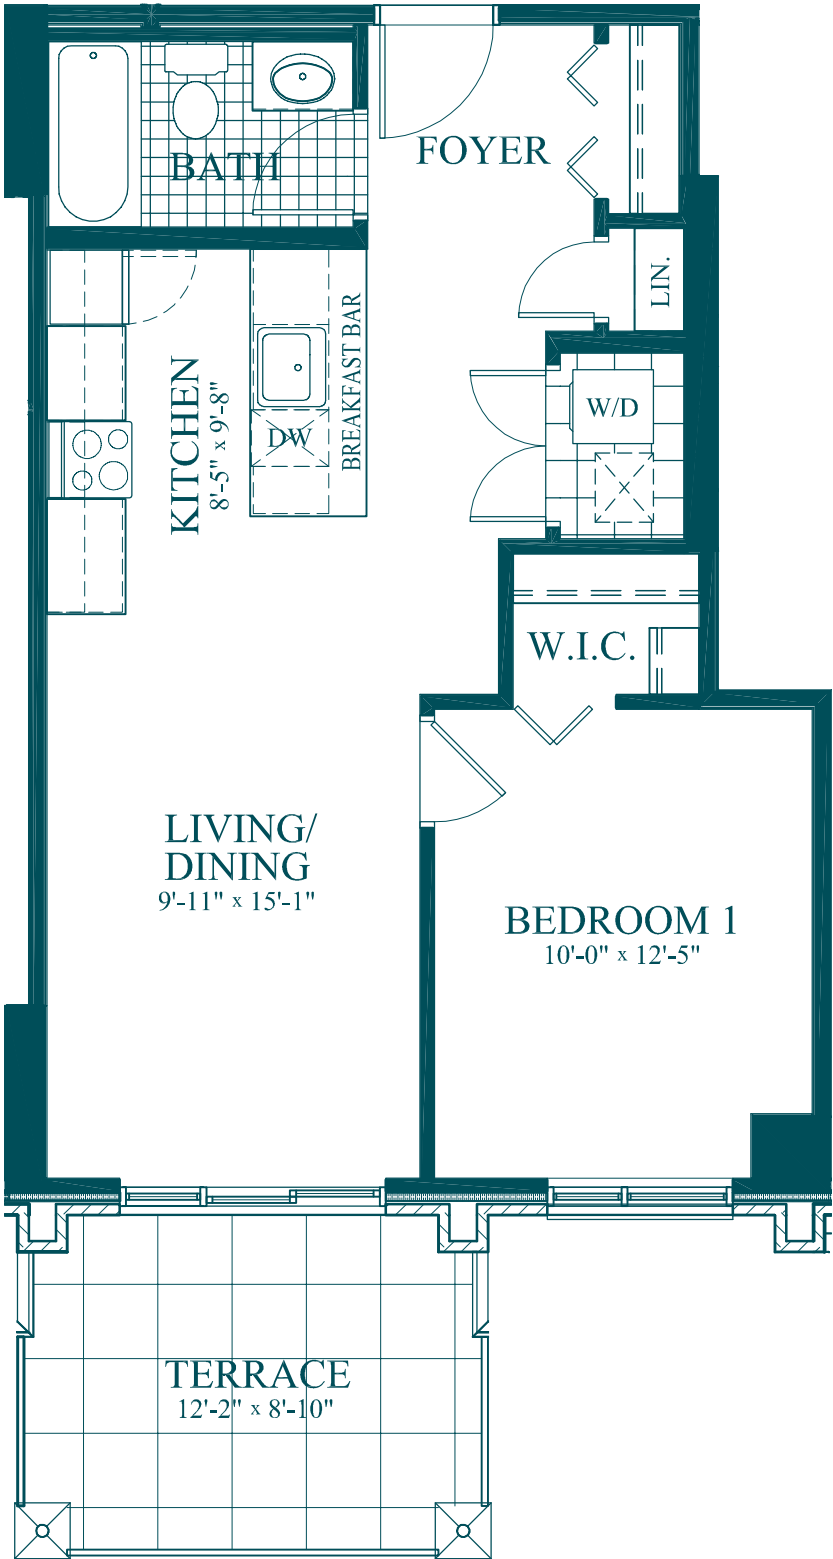 BATH
FOYER
LIN.
KITCHEN
8'-5" x 9'-8"
BREAKFAST BAR
W/D
DW
W.I.C.
LIVING/
DINING
9'-11" x 15'-1"
BEDROOM 1
10'-0" x 12'-5"
TERRACE
12'-2" x 8'-10"